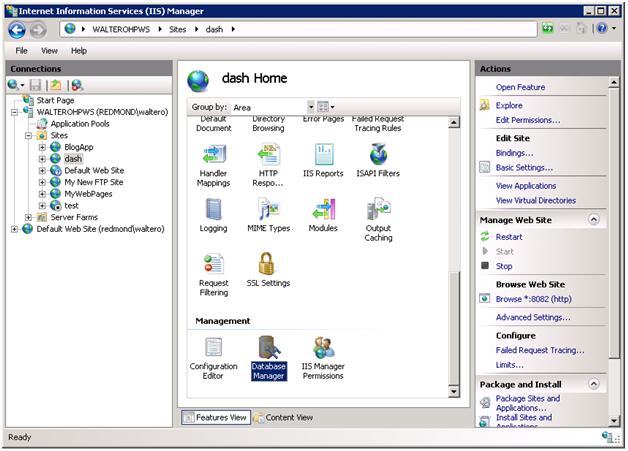 Internet Information Services (IIS) Manager
WALTEROHPWS Sites dash
File View Help
Connections
Start Page
WALTEROHPWS (REDMOND\waltero)
Application Pools
Sites
BlogApp
dash
Default Web Site
My New FTP Site
MyWebPages
test
Server Farms
Default Web Site (redmond\waltero)
dash Home
Group by: Area
Default Document
Directory Browsing
Error Pages
Failed Request Tracing Rules
Handler Mappings
HTTP Respo...
IIS Reports
ISAPI Filters
Logging
MIME Types
Modules
Output Caching
Request Filtering
SSL Settings
Management
Configuration Editor
Database Manager
IIS Manager Permissions
Features View
Content View
Actions
Open Feature
Explore
Edit Permissions...
Edit Site
Bindings...
Basic Settings...
View Applications
View Virtual Directories
Manage Web Site
Restart
Start
Stop
Browse Web Site
Browse *:8082 (http)
Advanced Settings...
Configure
Failed Request Tracing...
Limits...
Package and Install
Package Sites and
Applications...
Install Sites and
Applications
Ready